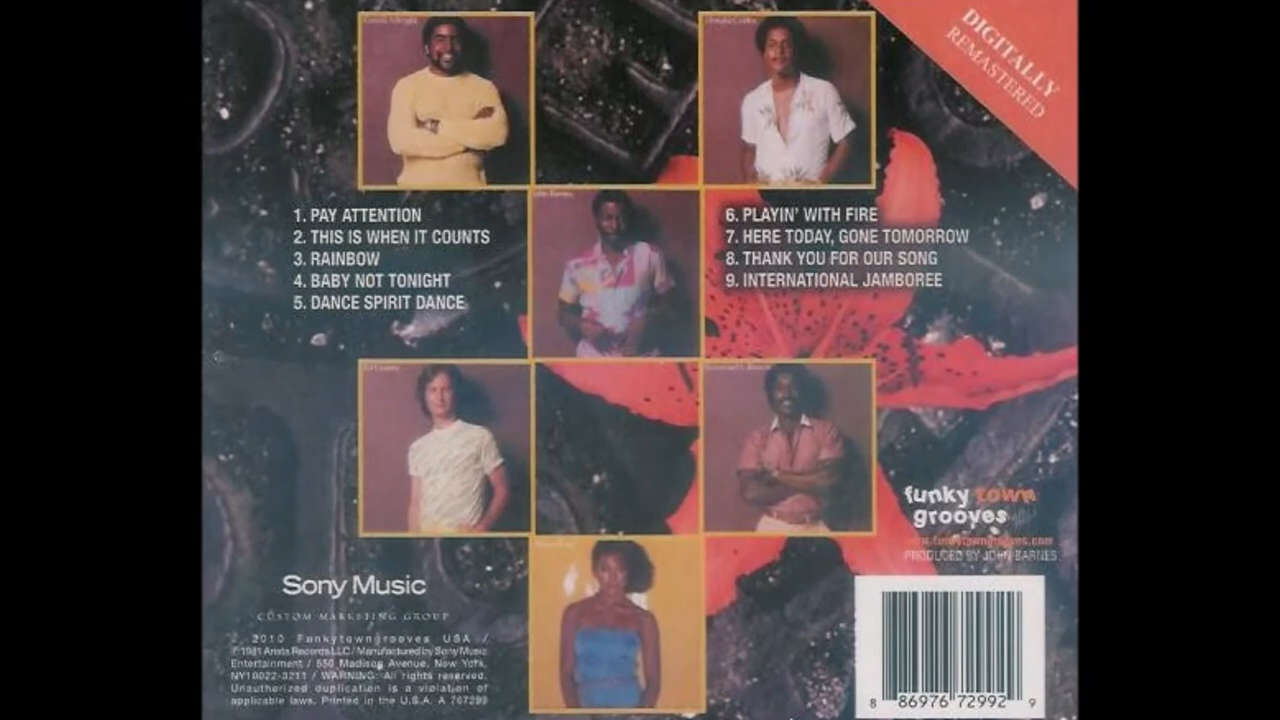 DIGITALLY
REMASTERED
1. PAY ATTENTION
2. THIS IS WHEN IT COUNTS
3. RAINBOW
4. BABY NOT TONIGHT
5. DANCE SPIRIT DANCE
6. PLAYIN' WITH FIRE
7. HERE TODAY, GONE TOMORROW
8. THANK YOU FOR OUR SONG
9. INTERNATIONAL JAMBOREE
funky town
grooves
www.funkytowngrooves.com
PRODUCED BY JOHN BARNES
Sony Music
CUSTOM MARKETING GROUP
2010 Funkytowngrooves USA /
1981 Arista Records LLC / Manufactured by Sony Music
Entertainment / 550 Madison Avenue, New York,
NY10022-3211 / WARNING: All rights reserved.
Unauthorized duplication is a violation of
applicable laws. Printed in the U.S.A. A 767299
8 86976 72992 9